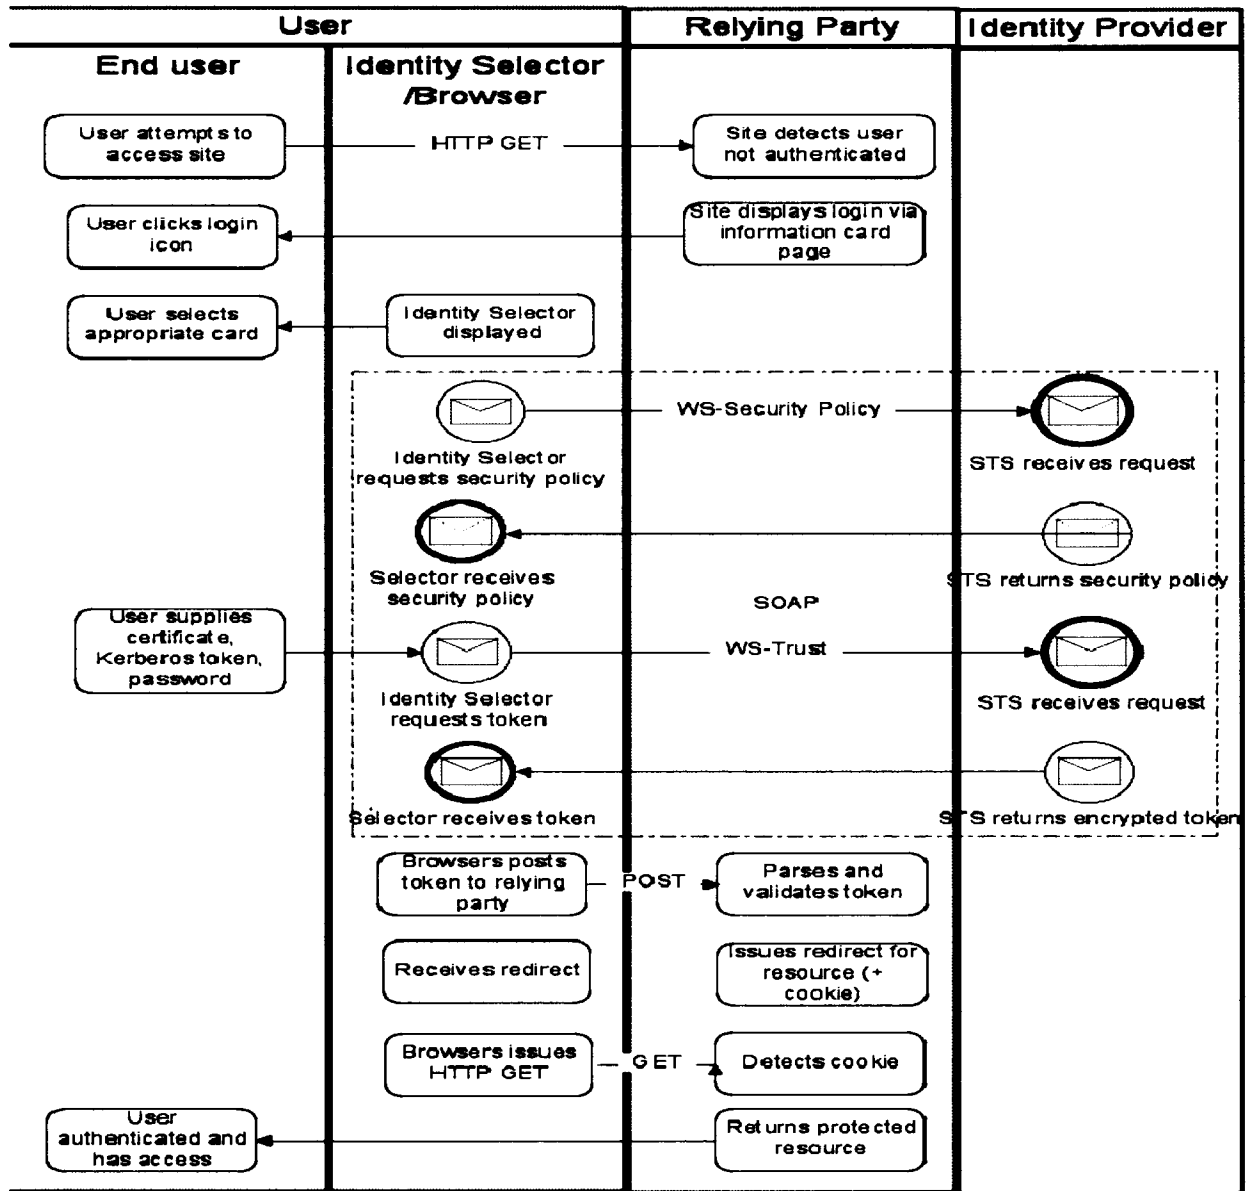 User
Relying Party
Identity Provider
End user
Identity Selector
/Browser
User attempts to
access site
HTTP GET
Site detects user
not authenticated
User clicks login
icon
Site displays login via
information card
page
User selects
appropriate card
Identity Selector
displayed
WS-Security Policy
Identity Selector
requests security policy
STS receives request
Selector receives
security policy
STS returns security policy
SOAP
User supplies
certificate,
Kerberos token,
password
WS-Trust
Identity Selector
requests token
STS receives request
Selector receives token
STS returns encrypted token
Browsers posts
token to relying
party
POST
Parses and
validates token
Receives redirect
Issues redirect for
resource (+
cookie)
Browsers issues
HTTP GET
GET
Detects cookie
User
authenticated and
has access
Returns protected
resource